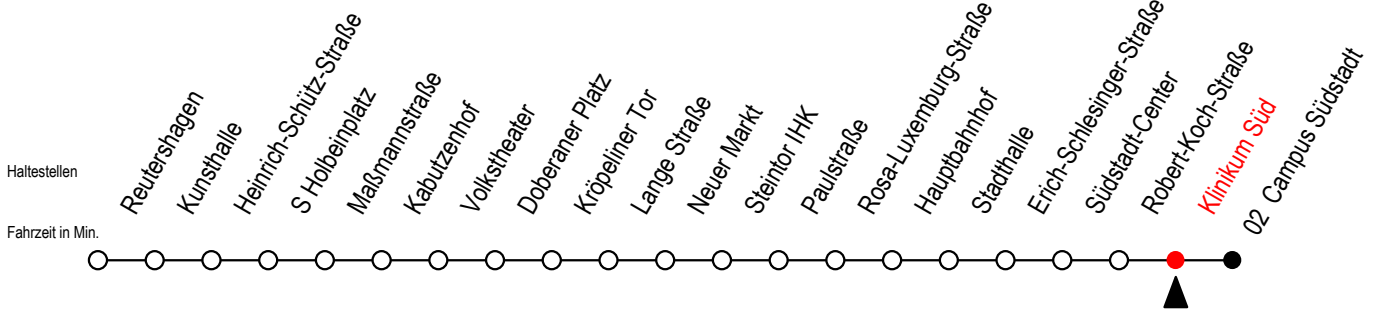 Haltestellen
Fahrzeit in Min.
Reutershagen
Kunsthalle
Heinrich-Schütz-Straße
S Holbeinplatz
Maßmannstraße
Kabutzenhof
Volkstheater
Doberaner Platz
Kröpeliner Tor
Lange Straße
Neuer Markt
Steintor IHK
Paulstraße
Rosa-Luxemburg-Straße
Hauptbahnhof
Stadthalle
Erich-Schlesinger-Straße
Südstadt-Center
Robert-Koch-Straße
Klinikum Süd
02 Campus Südstadt